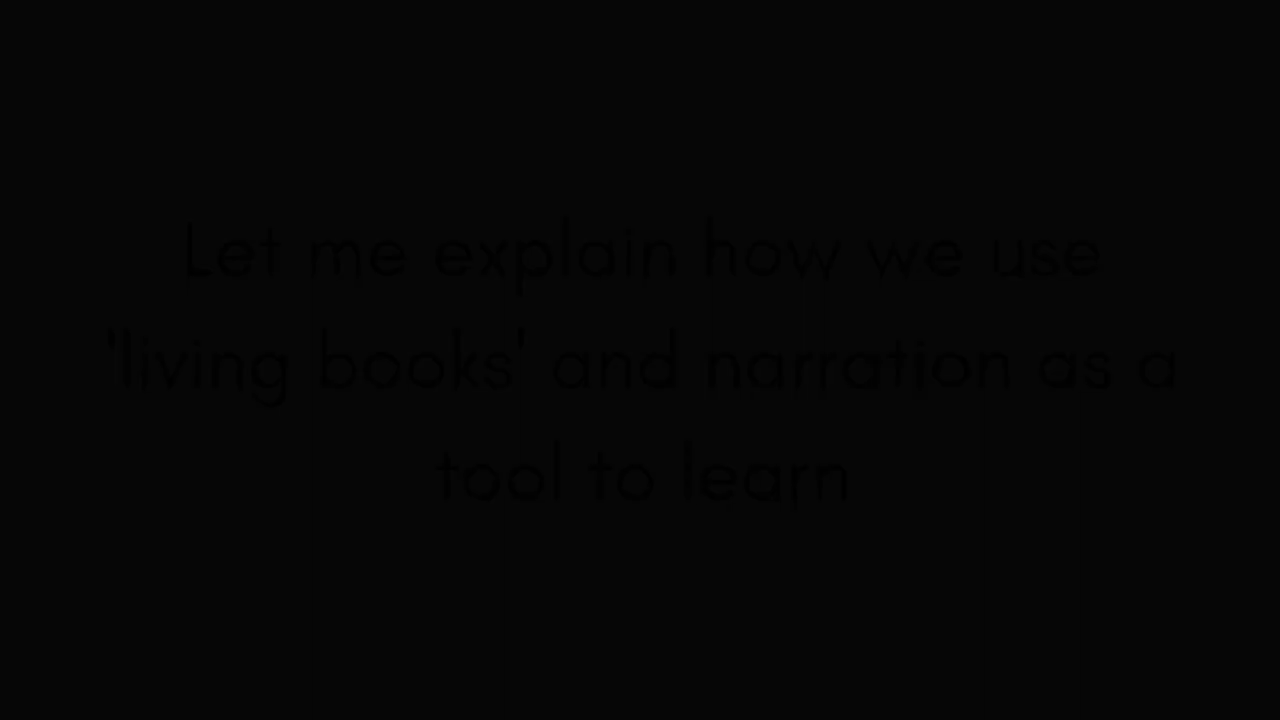 Let me explain how we use
'living books' and narration as a
tool to learn